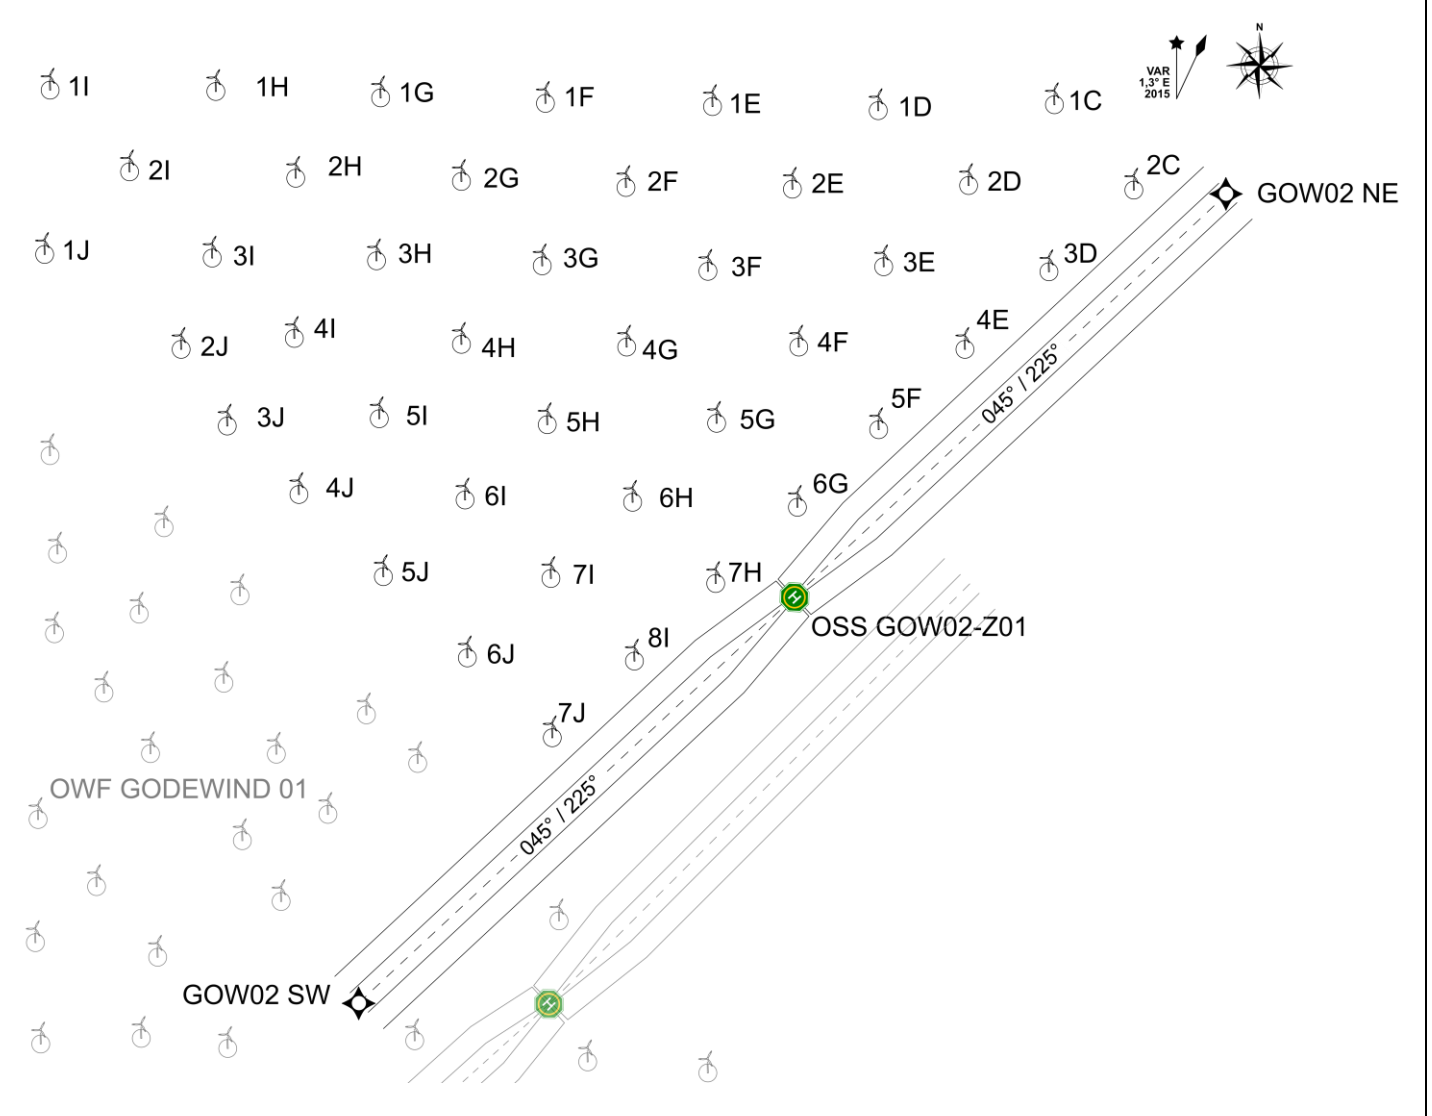 N
VAR
1,3° E
2015
1I
1H
1G
1F
1E
1D
1C
2I
2H
2G
2F
2E
2D
2C
GOW02 NE
1J
3I
3H
3G
3F
3E
3D
2J
4I
4H
4G
4F
4E
045° / 225°
3J
5I
5H
5G
5F
4J
6I
6H
6G
5J
7I
7H
H
OSS GOW02-Z01
6J
8I
7J
OWF GODEWIND 01
045° / 225°
GOW02 SW
H